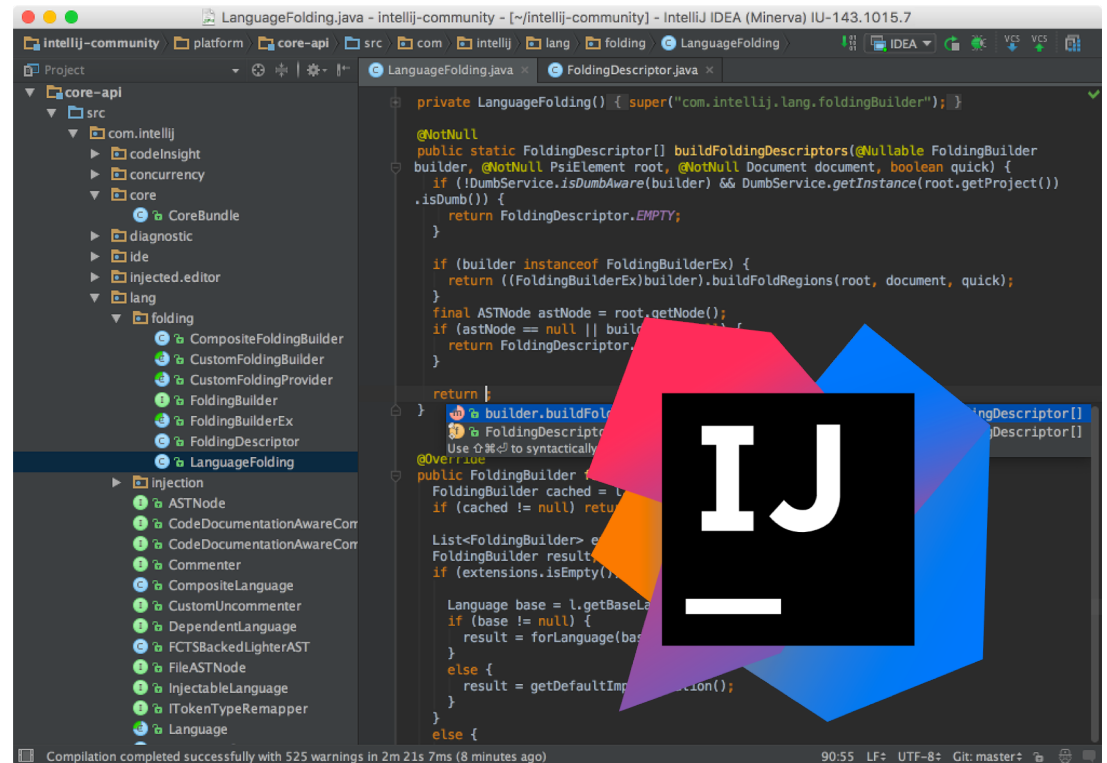 LanguageFolding.java - intellij-community - [~/intellij-community] - IntelliJ IDEA (Minerva) IU-143.1015.7
intellij-community platform core-api src com intellij lang folding LanguageFolding IDEA VCS VCS
Project
LanguageFolding.java × FoldingDescriptor.java ×
core-api
src
com.intellij
codeInsight
concurrency
core
CoreBundle
diagnostic
ide
injected.editor
lang
folding
CompositeFoldingBuilder
CustomFoldingBuilder
CustomFoldingProvider
FoldingBuilder
FoldingBuilderEx
FoldingDescriptor
LanguageFolding
injection
ASTNode
CodeDocumentationAwareCom
CodeDocumentationAwareCom
Commenter
CompositeLanguage
CustomUncommenter
DependentLanguage
FCTSBackedLighterAST
FileASTNode
InjectableLanguage
ITokenTypeRemapper
Language
private LanguageFolding() { super("com.intellij.lang.foldingBuilder"); }
@NotNull
public static FoldingDescriptor[] buildFoldingDescriptors(@Nullable FoldingBuilder
builder, @NotNull PsiElement root, @NotNull Document document, boolean quick) {
if (!DumbService.isDumbAware(builder) && DumbService.getInstance(root.getProject())
.isDumb()) {
return FoldingDescriptor.EMPTY;
}
if (builder instanceof FoldingBuilderEx) {
return ((FoldingBuilderEx)builder).buildFoldRegions(root, document, quick);
}
final ASTNode astNode = root.getNode();
if (astNode == null || buil
return FoldingDescriptor.
}
return ;
}
builder.buildFol ingDescriptor[]
FoldingDescripto gDescriptor[]
Use ⇧⌘⏎ to syntactically
@Override
public FoldingBuilder f
FoldingBuilder cached = l
if (cached != null) retu
List<FoldingBuilder> e
FoldingBuilder result
if (extensions.isEmpty()
Language base = l.getBaseLa
if (base != null) {
result = forLanguage(bas
}
else {
result = getDefaultImp ion();
}
}
else {
IJ
Compilation completed successfully with 525 warnings in 2m 21s 7ms (8 minutes ago) 90:55 LF÷ UTF-8÷ Git: master÷